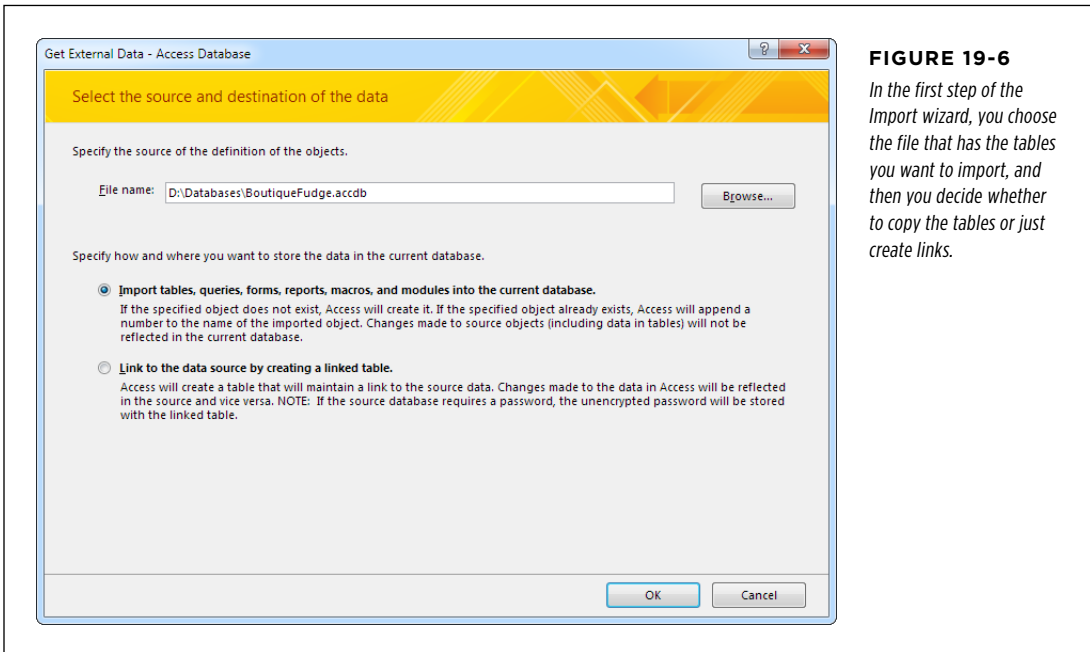 Get External Data - Access Database
?
X
Select the source and destination of the data
Specify the source of the definition of the objects.
File name:
D:\Databases\BoutiqueFudge.accdb
Browse...
Specify how and where you want to store the data in the current database.
Import tables, queries, forms, reports, macros, and modules into the current database.
If the specified object does not exist, Access will create it. If the specified object already exists, Access will append a
number to the name of the imported object. Changes made to source objects (including data in tables) will not be
reflected in the current database.
Link to the data source by creating a linked table.
Access will create a table that will maintain a link to the source data. Changes made to the data in Access will be reflected
in the source and vice versa. NOTE: If the source database requires a password, the unencrypted password will be stored
with the linked table.
OK
Cancel
FIGURE 19-6
In the first step of the
Import wizard, you choose
the file that has the tables
you want to import, and
then you decide whether
to copy the tables or just
create links.